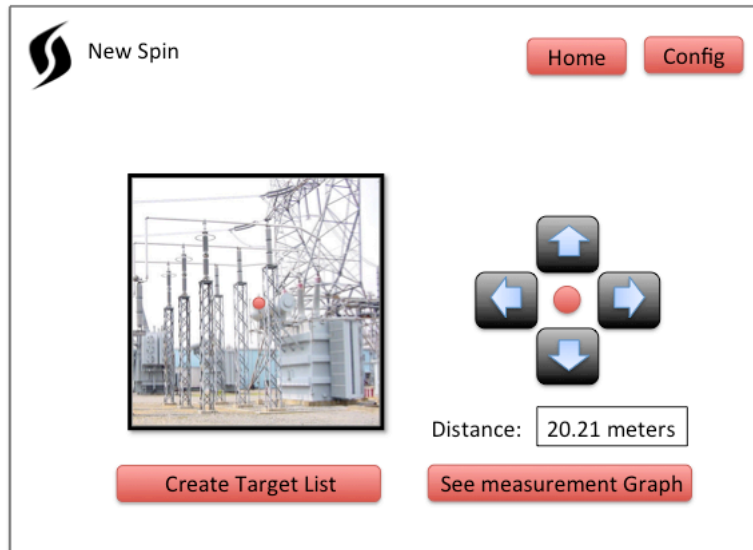 New Spin
Home
Config
Distance:
20.21 meters
Create Target List
See measurement Graph